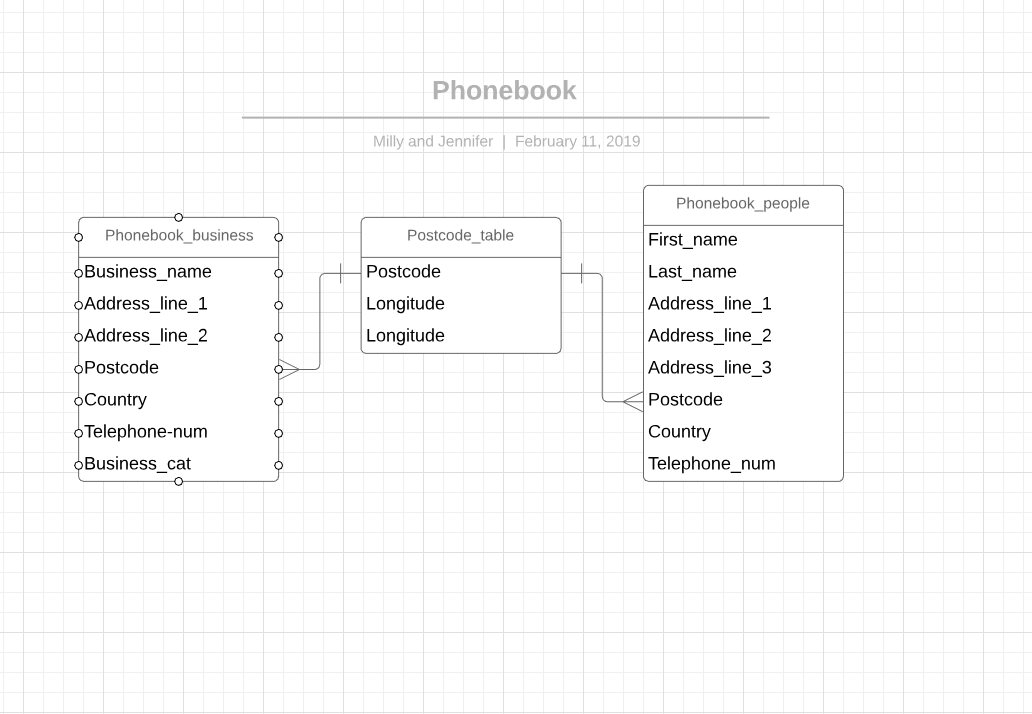 Phonebook
Milly and Jennifer | February 11, 2019
Phonebook_business
Business_name
Address_line_1
Address_line_2
Postcode
Country
Telephone-num
Business_cat
Postcode_table
Postcode
Longitude
Longitude
Phonebook_people
First_name
Last_name
Address_line_1
Address_line_2
Address_line_3
Postcode
Country
Telephone_num